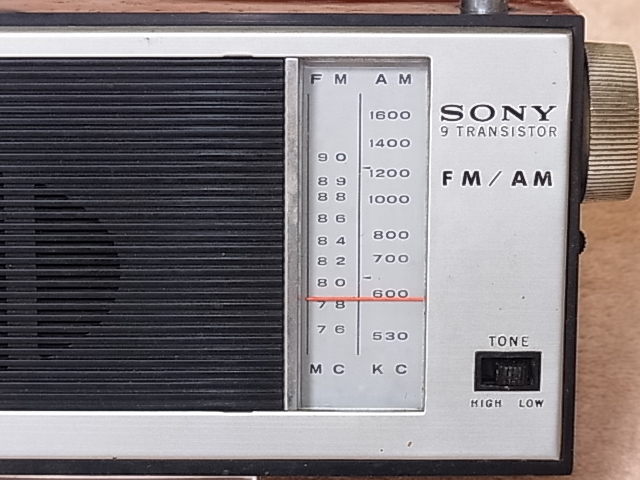 FM AM
1600
1400
90
89 1200
88 1000
86
84 800
82 700
80
78 600
76 530
MC KC
SONY
9 TRANSISTOR
FM/AM
TONE
HIGH LOW